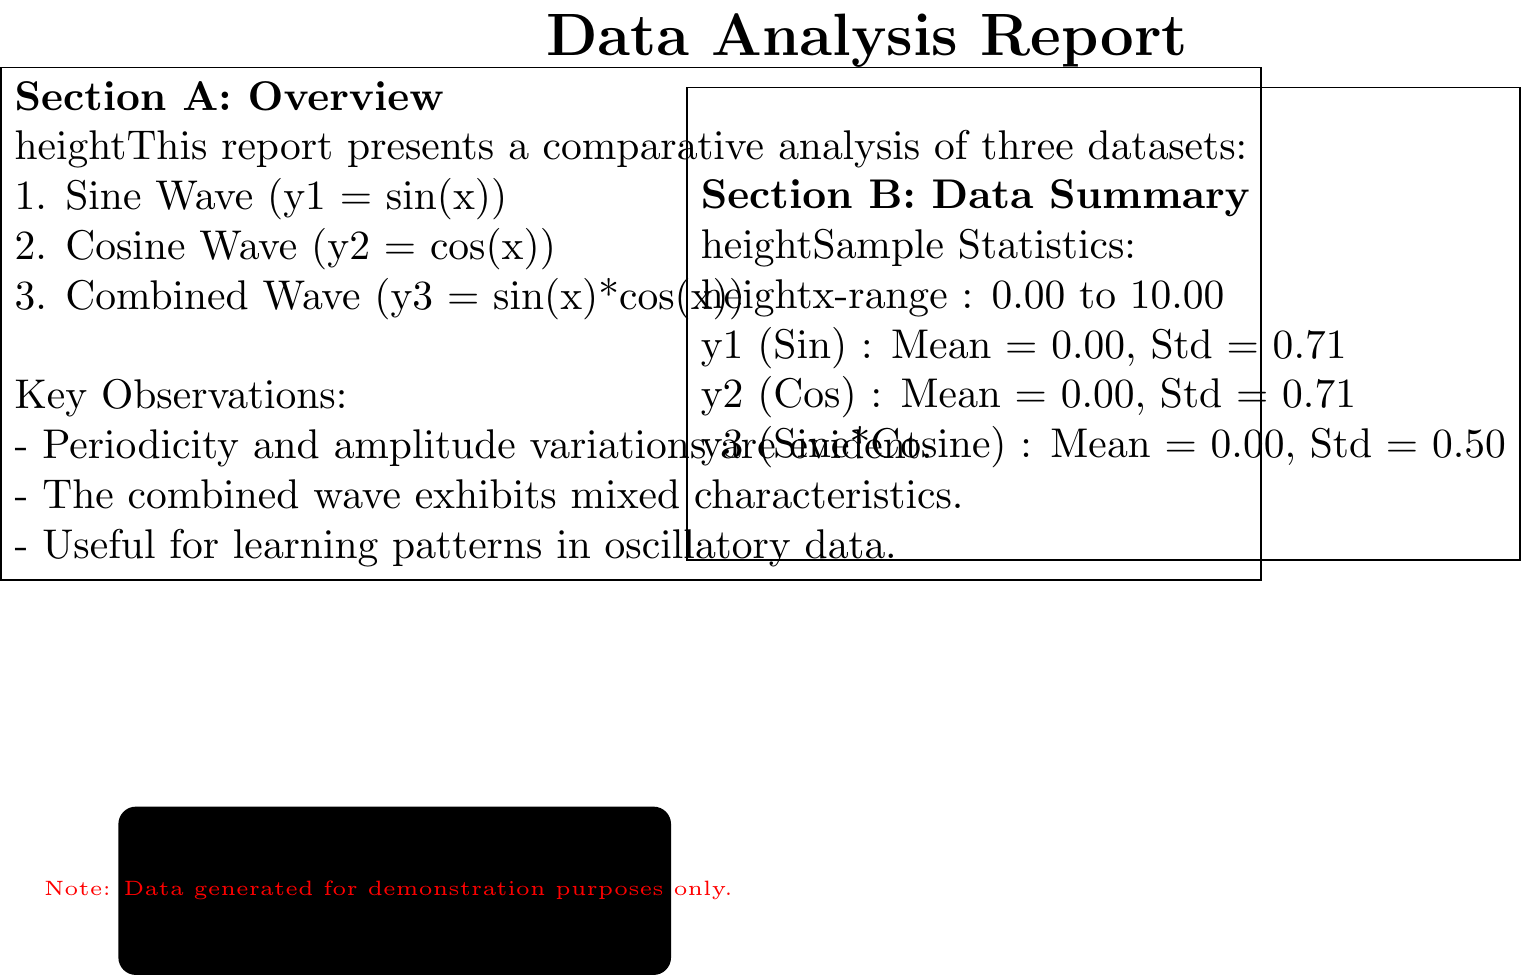 Data Analysis Report
Section A: Overview
heightThis report presents a comparative analysis of three datasets:
1. Sine Wave (y1 = sin(x))
2. Cosine Wave (y2 = cos(x))
3. Combined Wave (y3 = sin(x)*cos(x))
Key Observations:
- Periodicity and amplitude variations are evident.
- The combined wave exhibits mixed characteristics.
- Useful for learning patterns in oscillatory data.
Section B: Data Summary
heightSample Statistics:
heightx-range : 0.00 to 10.00
y1 (Sin) : Mean = 0.00, Std = 0.71
y2 (Cos) : Mean = 0.00, Std = 0.71
y3 (Sine*Cosine) : Mean = 0.00, Std = 0.50
Note: Data generated for demonstration purposes only.